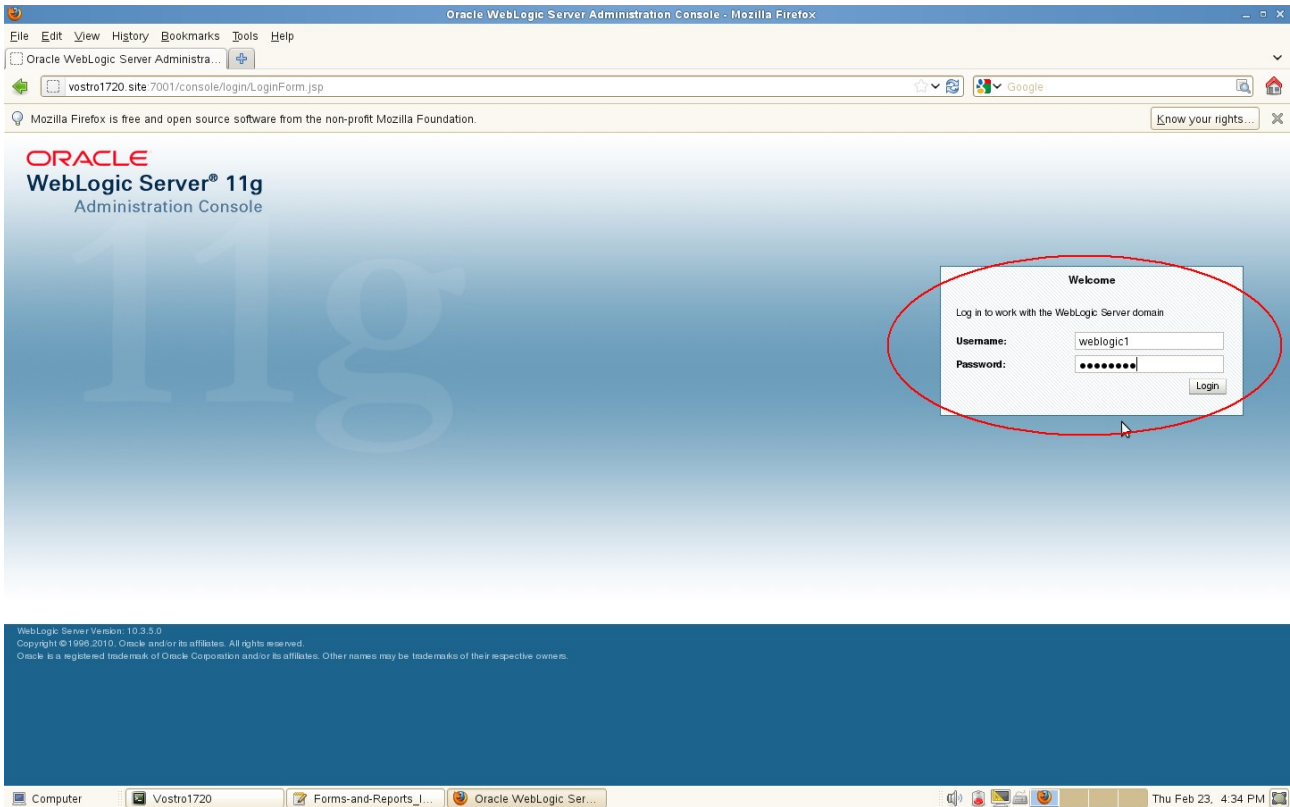 Oracle WebLogic Server Administration Console - Mozilla Firefox
File Edit View History Bookmarks Tools Help
Oracle WebLogic Server Administra...
vostro1720.site:7001/console/login/LoginForm.jsp
Google
Mozilla Firefox is free and open source software from the non-profit Mozilla Foundation.
Know your rights...
ORACLE
WebLogic Server® 11g
Administration Console
11g
Welcome
Log in to work with the WebLogic Server domain
Username: weblogic1
Password: ●●●●●●●●
Login
WebLogic Server Version: 10.3.5.0
Copyright © 1996,2010, Oracle and/or its affiliates. All rights reserved.
Oracle is a registered trademark of Oracle Corporation and/or its affiliates. Other names may be trademarks of their respective owners.
Computer Vostro1720 Forms-and-Reports_I... Oracle WebLogic Ser... Thu Feb 23, 4:34 PM